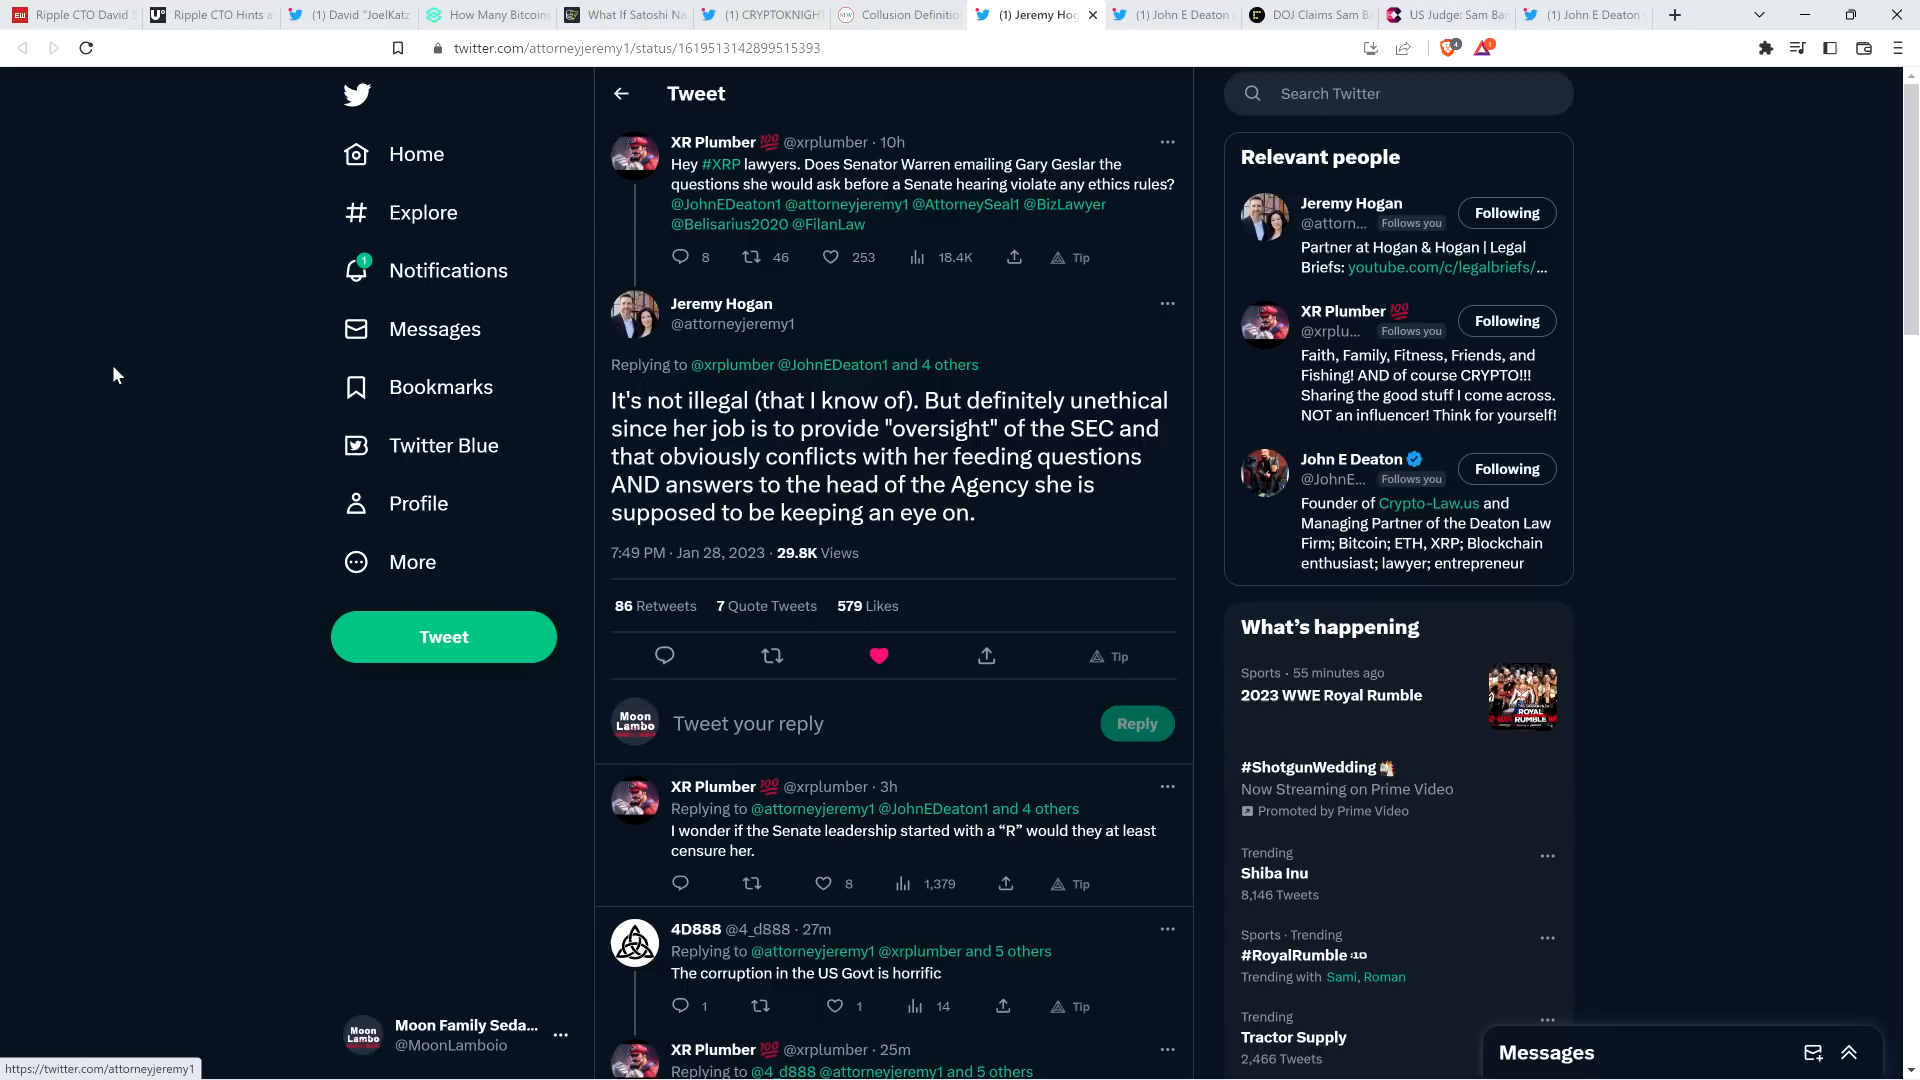 Ripple CTO David S
Ripple CTO Hints a
(1) David "JoelKatz
How Many Bitcoin
What If Satoshi Na
(1) CRYPTOKNIGHT
Collusion Definitio
(1) Jeremy Hog
(1) John E Deaton
DOJ Claims Sam B
US Judge: Sam Ba
(1) John E Deaton
twitter.com/attorneyjeremy1/status/1619513142899515393
Home
Explore
1
Notifications
Messages
Bookmarks
Twitter Blue
Profile
More
Tweet
Moon Family Seda...
@MoonLamboio
Moon
Lambo
https://twitter.com/attorneyjeremy1
Tweet
XR Plumber 💯 @xrplumber · 10h
Hey #XRP lawyers. Does Senator Warren emailing Gary Geslar the
questions she would ask before a Senate hearing violate any ethics rules?
@JohnEDeaton1 @attorneyjeremy1 @AttorneySeal1 @BizLawyer
@Belisarius2020 @FilanLaw
8 46 253 18.4K Tip
Jeremy Hogan
@attorneyjeremy1
Replying to @xrplumber @JohnEDeaton1 and 4 others
It's not illegal (that I know of). But definitely unethical
since her job is to provide "oversight" of the SEC and
that obviously conflicts with her feeding questions
AND answers to the head of the Agency she is
supposed to be keeping an eye on.
7:49 PM · Jan 28, 2023 · 29.8K Views
86 Retweets 7 Quote Tweets 579 Likes
Tip
Moon
Lambo
Tweet your reply
Reply
XR Plumber 💯 @xrplumber · 3h
Replying to @attorneyjeremy1 @JohnEDeaton1 and 4 others
I wonder if the Senate leadership started with a “R” would they at least
censure her.
8 1,379 Tip
4D888 @4_d888 · 27m
Replying to @attorneyjeremy1 @xrplumber and 5 others
The corruption in the US Govt is horrific
1 1 14 Tip
XR Plumber 💯 @xrplumber · 25m
Replying to @4_d888 @attorneyjeremy1 and 5 others
Search Twitter
Relevant people
Jeremy Hogan
@attorn... Follows you
Following
Partner at Hogan & Hogan | Legal
Briefs: youtube.com/c/legalbriefs/...
XR Plumber 💯
@xrplu... Follows you
Following
Faith, Family, Fitness, Friends, and
Fishing! AND of course CRYPTO!!!
Sharing the good stuff I come across.
NOT an influencer! Think for yourself!
John E Deaton
@JohnE... Follows you
Following
Founder of Crypto-Law.us and
Managing Partner of the Deaton Law
Firm; Bitcoin; ETH, XRP; Blockchain
enthusiast; lawyer; entrepreneur
What’s happening
Sports · 55 minutes ago
2023 WWE Royal Rumble
ROYAL
RUMBLE
#ShotgunWedding
Now Streaming on Prime Video
Promoted by Prime Video
Trending
Shiba Inu
8,146 Tweets
Sports · Trending
#RoyalRumble
Trending with Sami, Roman
Trending
Tractor Supply
2,466 Tweets
Messages